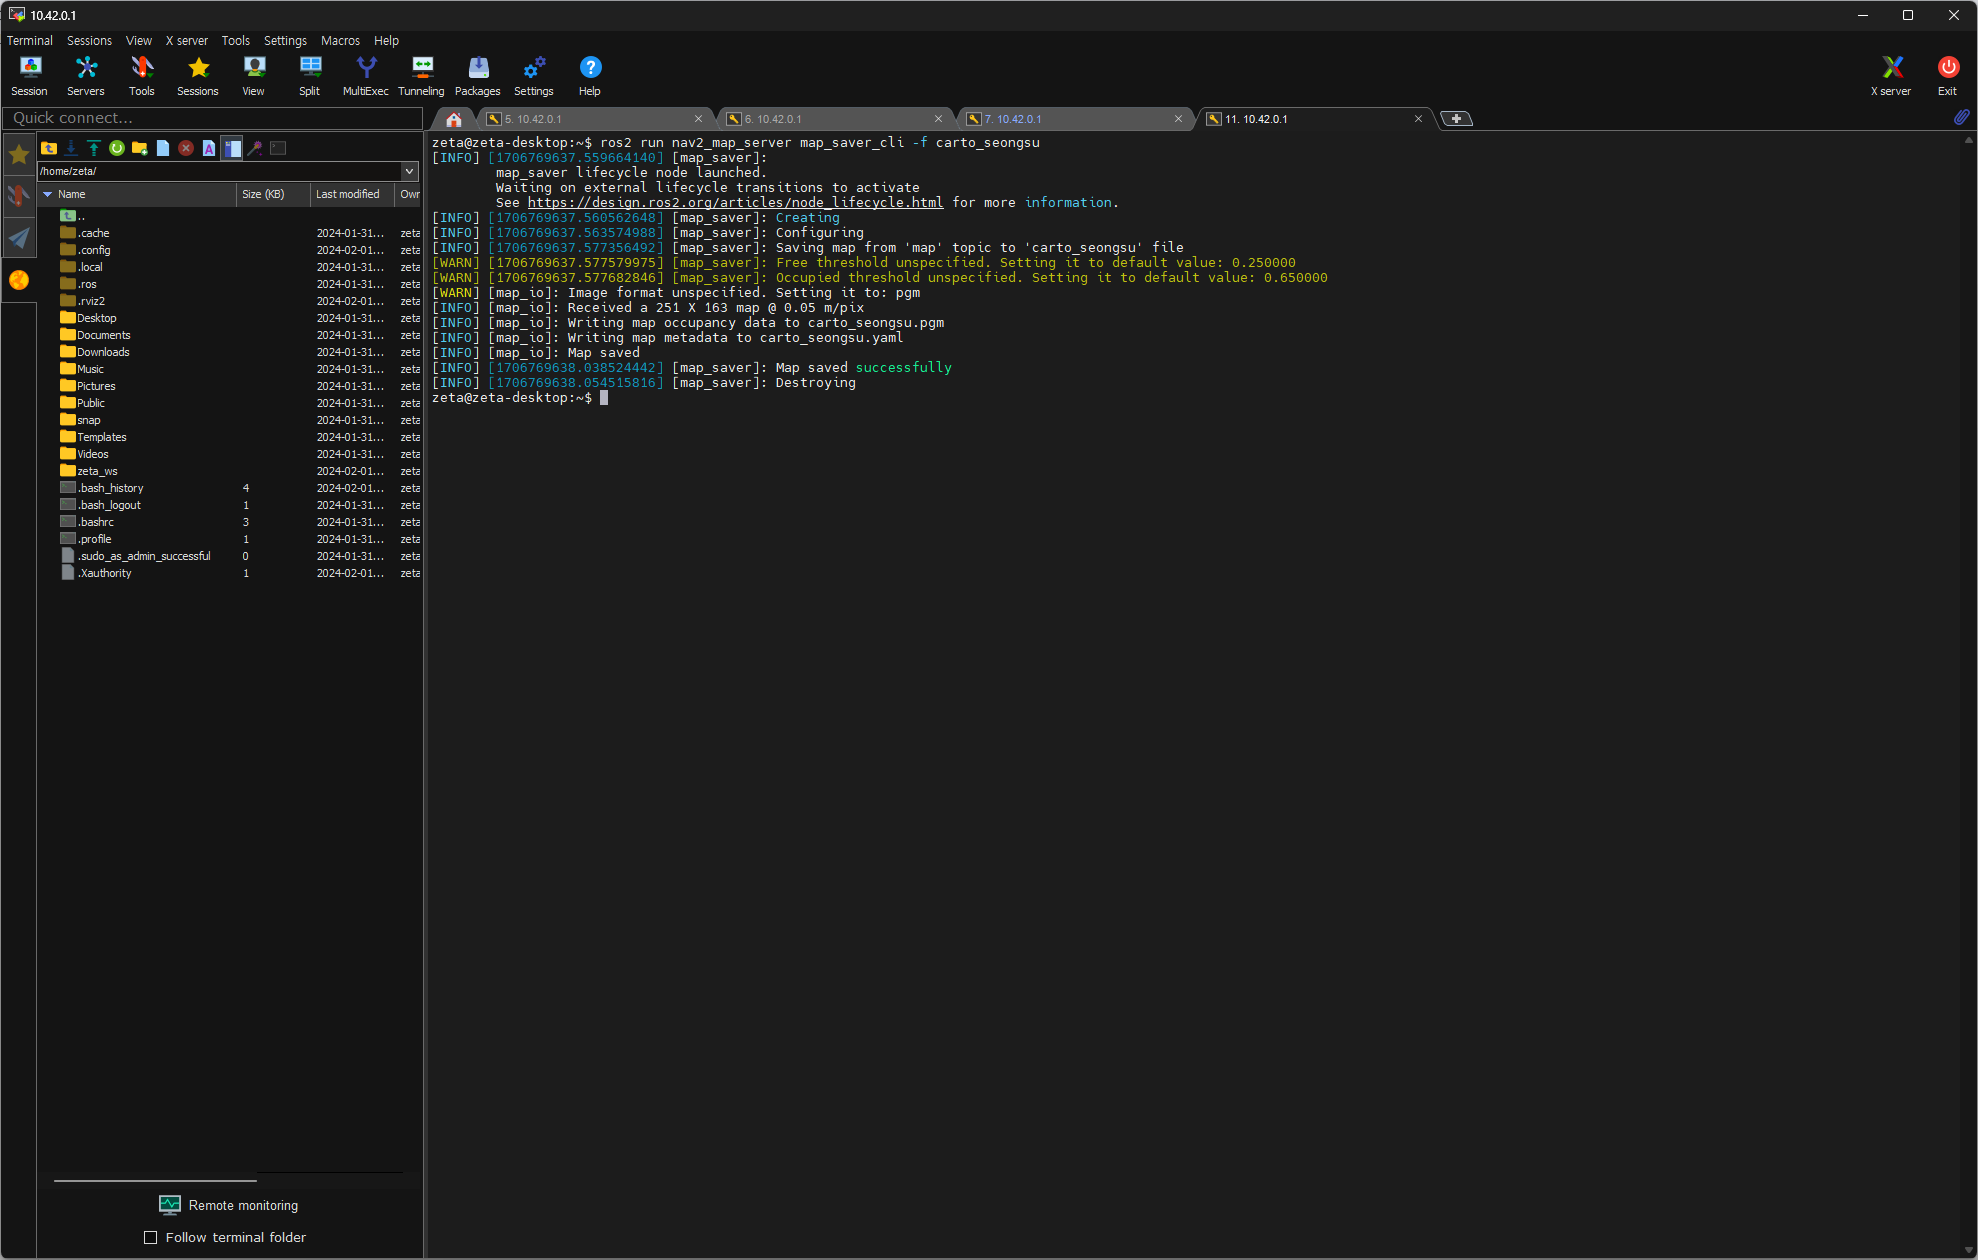 10.42.0.1
Terminal Sessions View X server Tools Settings Macros Help
Session Servers Tools Sessions View Split MultiExec Tunneling Packages Settings Help X server Exit
Quick connect...
5. 10.42.0.1 6. 10.42.0.1 7. 10.42.0.1 11. 10.42.0.1
/home/zeta/
Name Size (KB) Last modified Own
..
.cache 2024-01-31... zeta
.config 2024-02-01... zeta
.local 2024-01-31... zeta
.ros 2024-01-31... zeta
.rviz2 2024-02-01... zeta
Desktop 2024-01-31... zeta
Documents 2024-01-31... zeta
Downloads 2024-01-31... zeta
Music 2024-01-31... zeta
Pictures 2024-01-31... zeta
Public 2024-01-31... zeta
snap 2024-01-31... zeta
Templates 2024-01-31... zeta
Videos 2024-01-31... zeta
zeta_ws 2024-02-01... zeta
.bash_history 4 2024-02-01... zeta
.bash_logout 1 2024-01-31... zeta
.bashrc 3 2024-01-31... zeta
.profile 1 2024-01-31... zeta
.sudo_as_admin_successful 0 2024-01-31... zeta
.Xauthority 1 2024-02-01... zeta
Remote monitoring
Follow terminal folder
zeta@zeta-desktop:~$ ros2 run nav2_map_server map_saver_cli -f carto_seongsu
[INFO] [1706769637.559664140] [map_saver]:
map_saver lifecycle node launched.
Waiting on external lifecycle transitions to activate
See https://design.ros2.org/articles/node_lifecycle.html for more information.
[INFO] [1706769637.560562648] [map_saver]: Creating
[INFO] [1706769637.563574988] [map_saver]: Configuring
[INFO] [1706769637.577356492] [map_saver]: Saving map from 'map' topic to 'carto_seongsu' file
[WARN] [1706769637.577579975] [map_saver]: Free threshold unspecified. Setting it to default value: 0.250000
[WARN] [1706769637.577682846] [map_saver]: Occupied threshold unspecified. Setting it to default value: 0.650000
[WARN] [map_io]: Image format unspecified. Setting it to: pgm
[INFO] [map_io]: Received a 251 X 163 map @ 0.05 m/pix
[INFO] [map_io]: Writing map occupancy data to carto_seongsu.pgm
[INFO] [map_io]: Writing map metadata to carto_seongsu.yaml
[INFO] [map_io]: Map saved
[INFO] [1706769638.038524442] [map_saver]: Map saved successfully
[INFO] [1706769638.054515816] [map_saver]: Destroying
zeta@zeta-desktop:~$